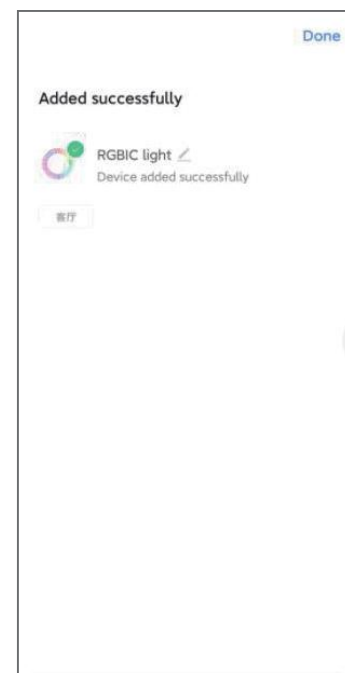 Done
Added successfully
RGBIC light
Device added successfully
客厅